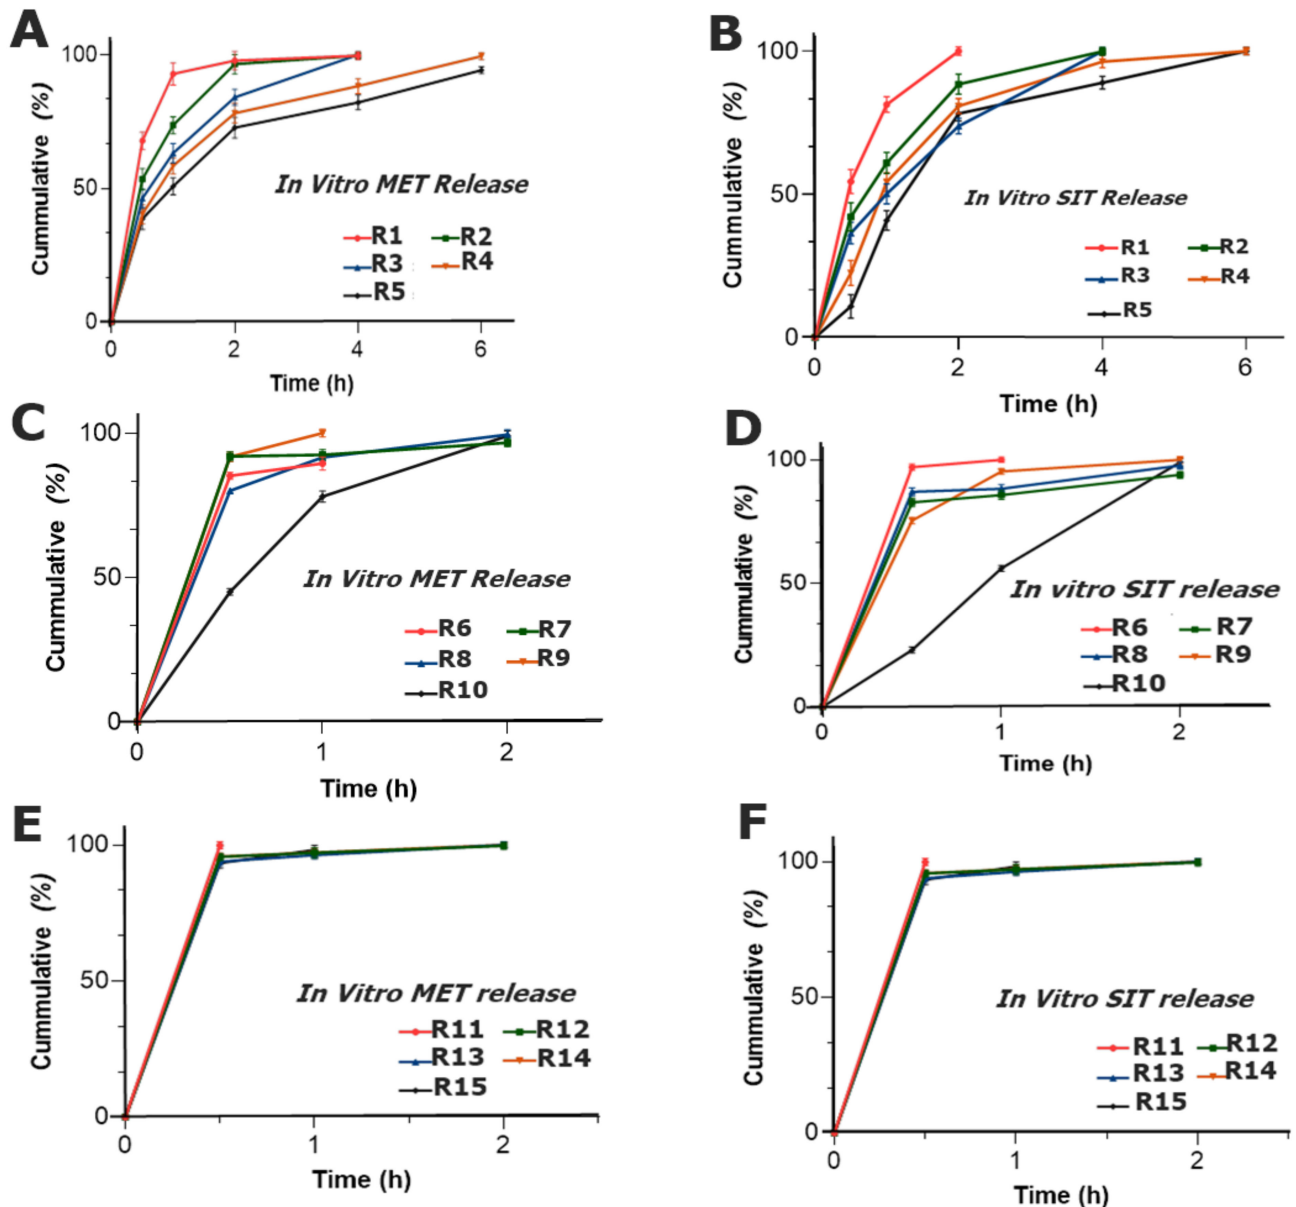 A
Cummulative (%)
100
50
0
0 2 4 6
Time (h)
In Vitro MET Release
R1 R2
R3 R4
R5
B
Cummulative (%)
100
50
0
0 2 4 6
Time (h)
In Vitro SIT Release
R1 R2
R3 R4
R5
C
Cummulative (%)
100
50
0
0 1 2
Time (h)
In Vitro MET Release
R6 R7
R8 R9
R10
D
Cummulative (%)
100
50
0
0 1 2
Time (h)
In vitro SIT release
R6 R7
R8 R9
R10
E
Cummulative (%)
100
50
0
0 1 2
Time (h)
In Vitro MET release
R11 R12
R13 R14
R15
F
Cummulative (%)
100
50
0
0 1 2
Time (h)
In Vitro SIT release
R11 R12
R13 R14
R15